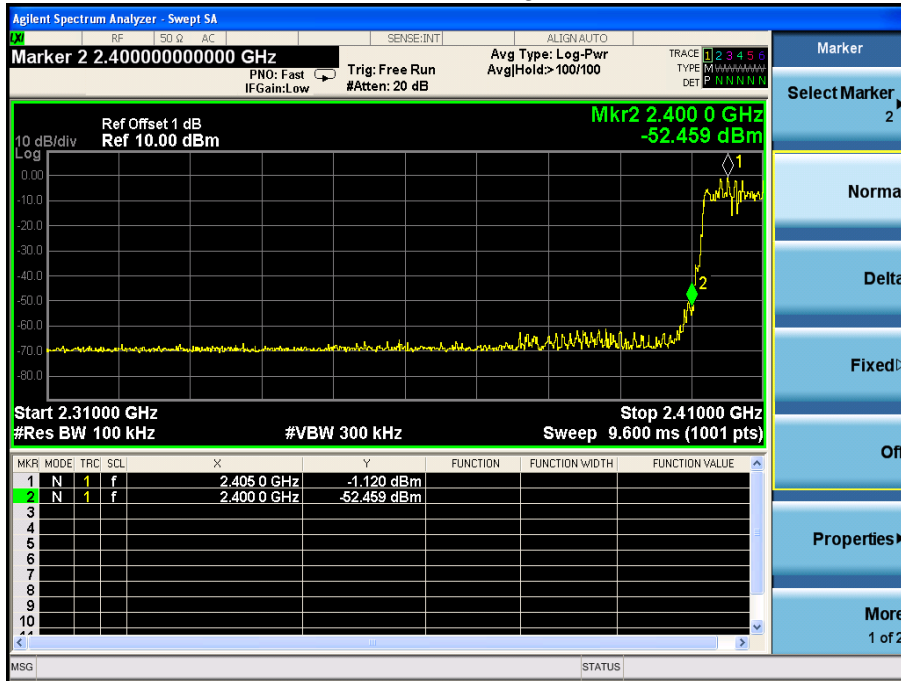 Agilent Spectrum Analyzer - Swept SA
LXI RF 50 Ω AC SENSE:INT ALIGN AUTO
Marker 2 2.400000000000 GHz
PNO: Fast
IFGain:Low
Trig: Free Run
#Atten: 20 dB
Avg Type: Log-Pwr
Avg|Hold:>100/100
TRACE 1 2 3 4 5 6
TYPE M WWWWW
DET P N N N N N
Mkr2 2.400 0 GHz
-52.459 dBm
Ref Offset 1 dB
Ref 10.00 dBm
10 dB/div
Log
0.00
-10.0
-20.0
-30.0
-40.0
-50.0
-60.0
-70.0
-80.0
1
2
Start 2.31000 GHz Stop 2.41000 GHz
#Res BW 100 kHz #VBW 300 kHz Sweep 9.600 ms (1001 pts)
MKR MODE TRC SCL X Y FUNCTION FUNCTION WIDTH FUNCTION VALUE
1 N 1 f 2.405 0 GHz -1.120 dBm
2 N 1 f 2.400 0 GHz -52.459 dBm
3
4
5
6
7
8
9
10
11
MSG STATUS
Marker
Select Marker
2
Norma
Delta
Fixed
Off
Properties
More
1 of 2